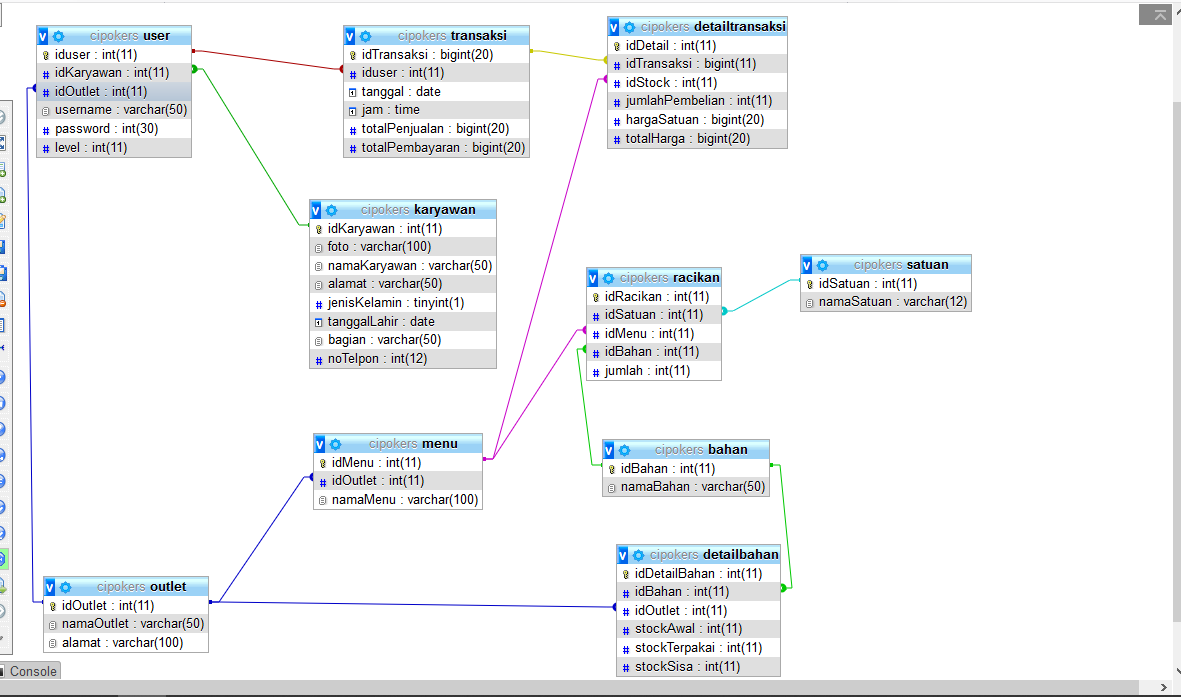 cipokers user
iduser : int(11)
idKaryawan : int(11)
idOutlet : int(11)
username : varchar(50)
password : int(30)
level : int(11)
cipokers transaksi
idTransaksi : bigint(20)
iduser : int(11)
tanggal : date
jam : time
totalPenjualan : bigint(20)
totalPembayaran : bigint(20)
cipokers detailtransaksi
idDetail : int(11)
idTransaksi : bigint(11)
idStock : int(11)
jumlahPembelian : int(11)
hargaSatuan : bigint(20)
totalHarga : bigint(20)
cipokers karyawan
idKaryawan : int(11)
foto : varchar(100)
namaKaryawan : varchar(50)
alamat : varchar(50)
jenisKelamin : tinyint(1)
tanggalLahir : date
bagian : varchar(50)
noTelpon : int(12)
cipokers racikan
idRacikan : int(11)
idSatuan : int(11)
idMenu : int(11)
idBahan : int(11)
jumlah : int(11)
cipokers satuan
idSatuan : int(11)
namaSatuan : varchar(12)
cipokers menu
idMenu : int(11)
idOutlet : int(11)
namaMenu : varchar(100)
cipokers bahan
idBahan : int(11)
namaBahan : varchar(50)
cipokers detailbahan
idDetailBahan : int(11)
idBahan : int(11)
idOutlet : int(11)
stockAwal : int(11)
stockTerpakai : int(11)
stockSisa : int(11)
cipokers outlet
idOutlet : int(11)
namaOutlet : varchar(50)
alamat : varchar(100)
Console